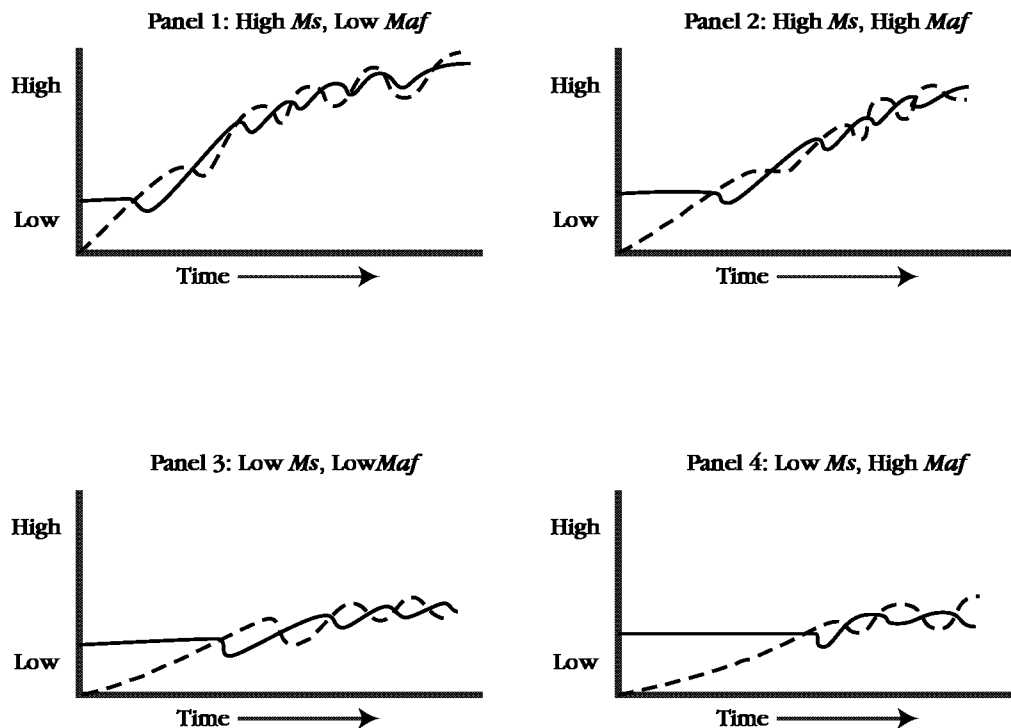 Panel 1: High Ms, Low Maf
High
Low
Time
Panel 2: High Ms, High Maf
High
Low
Time
Panel 3: Low Ms, LowMaf
High
Low
Time
Panel 4: Low Ms, High Maf
High
Low
Time